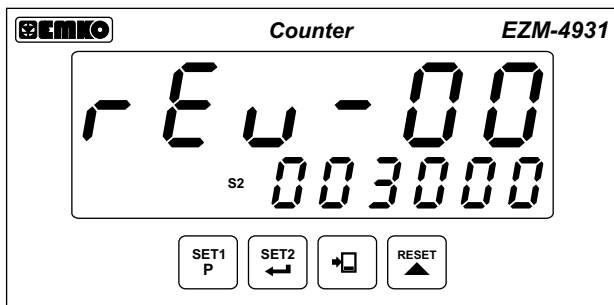 EMKO Counter EZM-4931
rEu-00
S2 003000
SET1 SET2 RESET
P